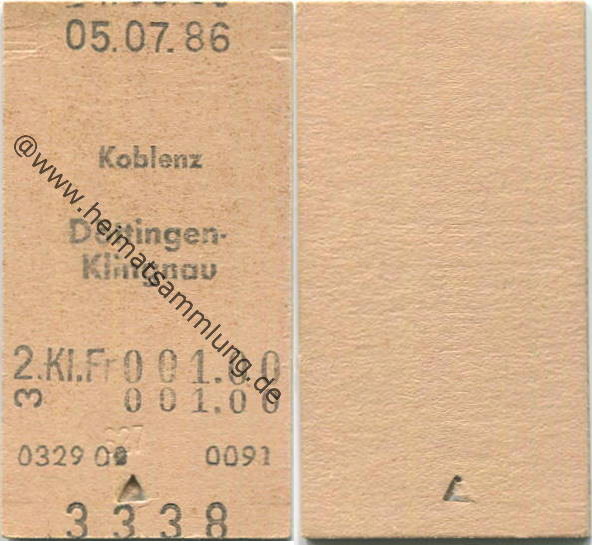 05.07.86
Koblenz
Döttingen-
Klingnau
2.Kl.Fr 001.00
3 001.00
0329 00 0091
3338
@www.heimatsammlung.de